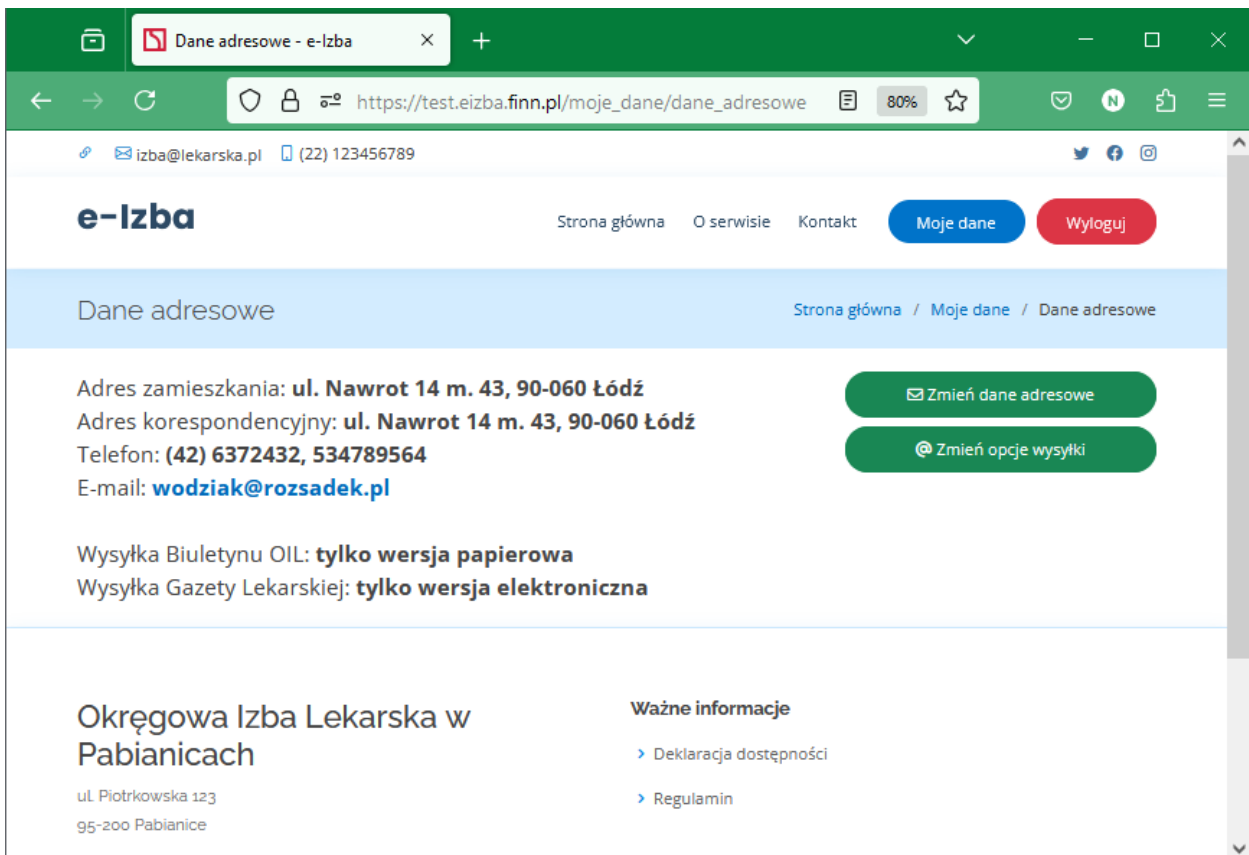 Dane adresowe - e-Izba
https://test.eizba.finn.pl/moje_dane/dane_adresowe 80% N
izba@lekarska.pl (22) 123456789
e-Izba Strona główna O serwisie Kontakt Moje dane Wyloguj
Dane adresowe Strona główna / Moje dane / Dane adresowe
Adres zamieszkania: ul. Nawrot 14 m. 43, 90-060 Łódź
Adres korespondencyjny: ul. Nawrot 14 m. 43, 90-060 Łódź
Telefon: (42) 6372432, 534789564
E-mail: wodziak@rozsadek.pl
Zmień dane adresowe
Zmień opcje wysyłki
Wysyłka Biuletynu OIL: tylko wersja papierowa
Wysyłka Gazety Lekarskiej: tylko wersja elektroniczna
Okręgowa Izba Lekarska w
Pabianicach
ul. Piotrkowska 123
95-200 Pabianice
Ważne informacje
Deklaracja dostępności
Regulamin